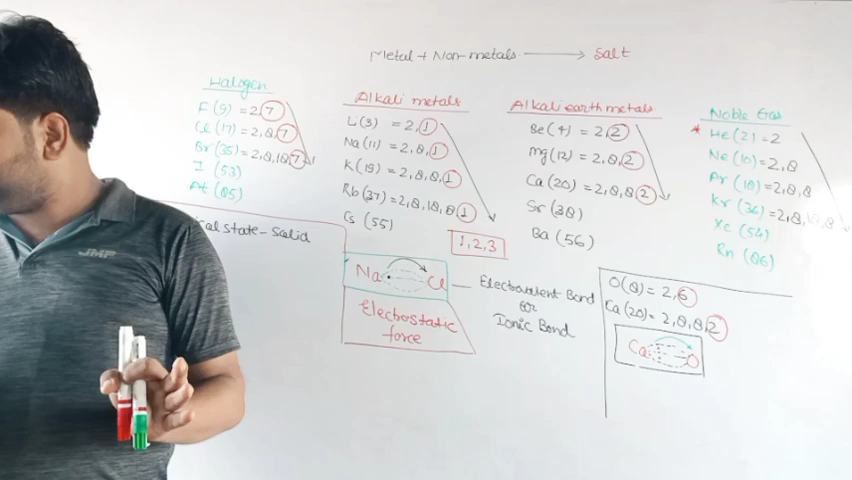 Metal + Non-metals → Salt
Halogen
F (9) = 2,7
Cl (17) = 2,8,7
Br (35) = 2,8,18,7
I (53)
At (85)
Alkali metals
L (3) = 2,1
Na (11) = 2,8,1
K (19) = 2,8,8,1
Rb (37) = 2,8,18,8,1
Cs (55)
1,2,3
Alkali earth metals
Be (4) = 2,2
Mg (12) = 2,8,2
Ca (20) = 2,8,8,2
Sr (38)
Ba (56)
Noble Gas
* He (2) = 2
Ne (10) = 2,8
Ar (18) = 2,8,8
Kr (36) = 2,8,18,8
Xe (54)
Rn (86)
ical state - Solid
Na Cl
Electrovalent Bond
or
Ionic Bond
Electrostatic
force
O (8) = 2,6
Ca (20) = 2,8,8,2
Ca O
JMP